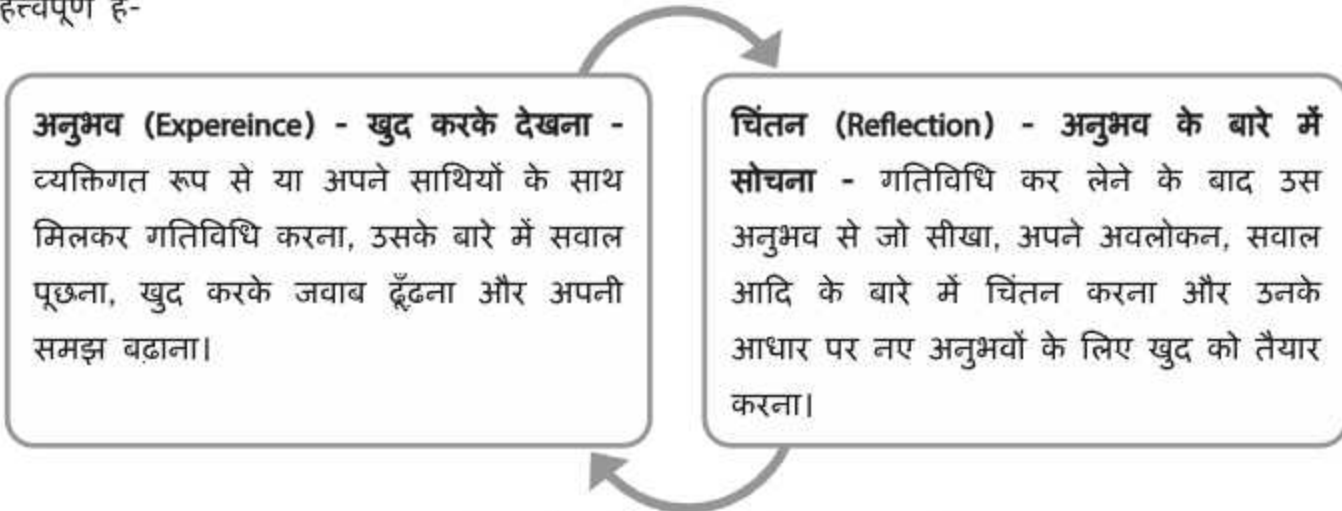 हत्त्वपूर्ण है-
अनुभव (Expereince) - खुद करके देखना -
व्यक्तिगत रूप से या अपने साथियों के साथ
मिलकर गतिविधि करना, उसके बारे में सवाल
पूछना, खुद करके जवाब ढूँढना और अपनी
समझ बढ़ाना।
चिंतन (Reflection) - अनुभव के बारे में
सोचना - गतिविधि कर लेने के बाद उस
अनुभव से जो सीखा, अपने अवलोकन, सवाल
आदि के बारे में चिंतन करना और उनके
आधार पर नए अनुभवों के लिए खुद को तैयार
करना।